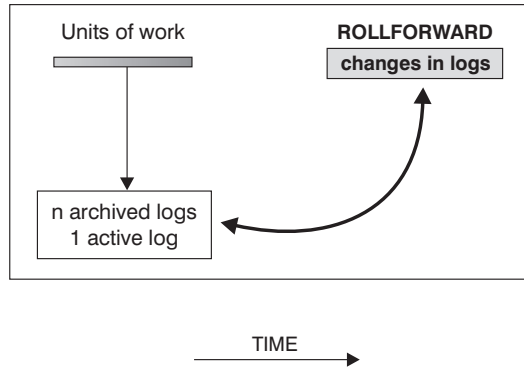 Units of work
ROLLFORWARD
changes in logs
n archived logs
1 active log
TIME